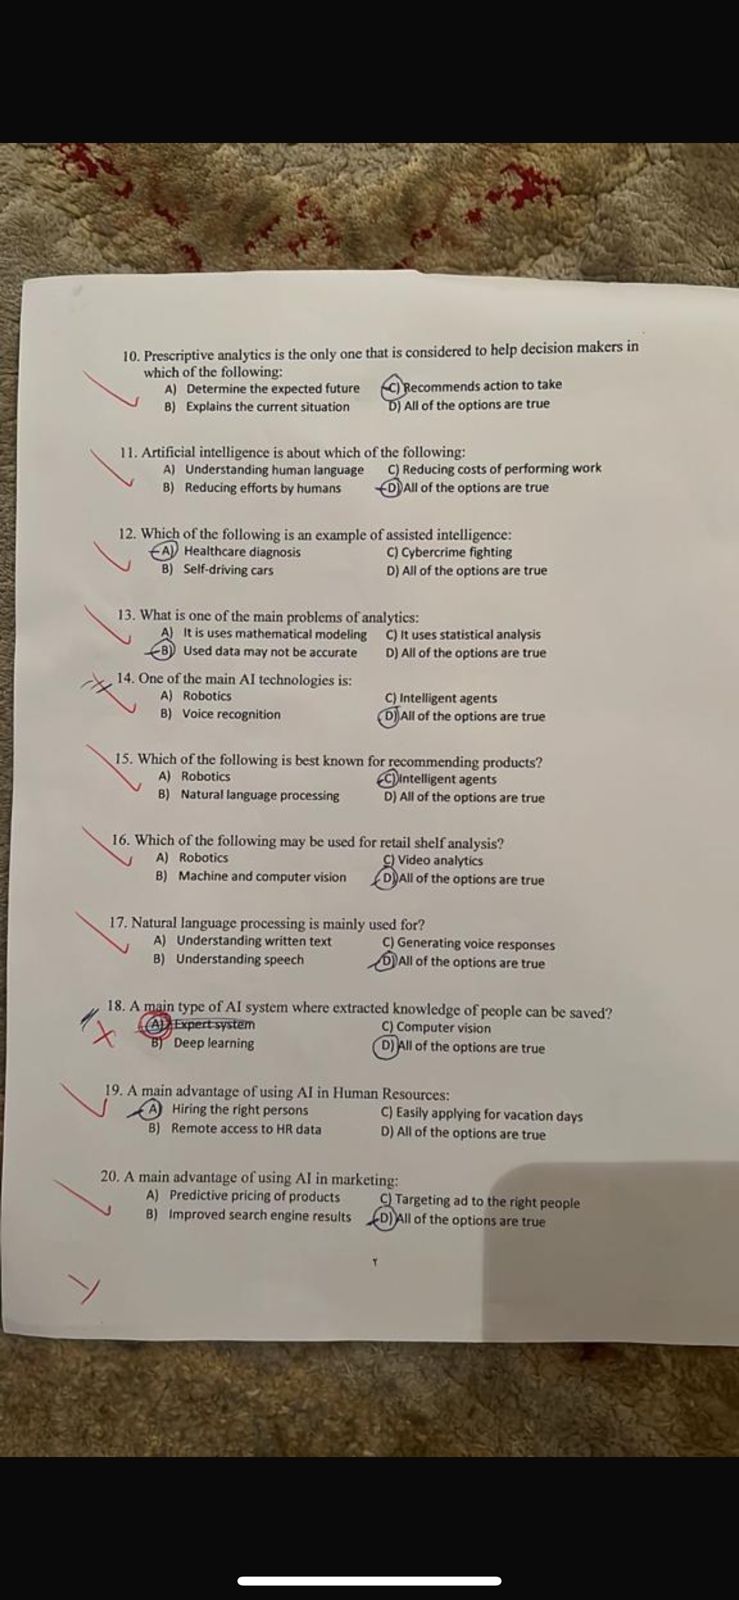 10. Prescriptive analytics is the only one that is considered to help decision makers in
which of the following:
A) Determine the expected future C) Recommends action to take
B) Explains the current situation D) All of the options are true
11. Artificial intelligence is about which of the following:
A) Understanding human language C) Reducing costs of performing work
B) Reducing efforts by humans D) All of the options are true
12. Which of the following is an example of assisted intelligence:
A) Healthcare diagnosis C) Cybercrime fighting
B) Self-driving cars D) All of the options are true
13. What is one of the main problems of analytics:
A) It is uses mathematical modeling C) It uses statistical analysis
B) Used data may not be accurate D) All of the options are true
14. One of the main AI technologies is:
A) Robotics C) Intelligent agents
B) Voice recognition D) All of the options are true
15. Which of the following is best known for recommending products?
A) Robotics C) Intelligent agents
B) Natural language processing D) All of the options are true
16. Which of the following may be used for retail shelf analysis?
A) Robotics C) Video analytics
B) Machine and computer vision D) All of the options are true
17. Natural language processing is mainly used for?
A) Understanding written text C) Generating voice responses
B) Understanding speech D) All of the options are true
18. A main type of AI system where extracted knowledge of people can be saved?
A) Expert system C) Computer vision
B) Deep learning D) All of the options are true
19. A main advantage of using AI in Human Resources:
A) Hiring the right persons C) Easily applying for vacation days
B) Remote access to HR data D) All of the options are true
20. A main advantage of using AI in marketing:
A) Predictive pricing of products C) Targeting ad to the right people
B) Improved search engine results D) All of the options are true
٢